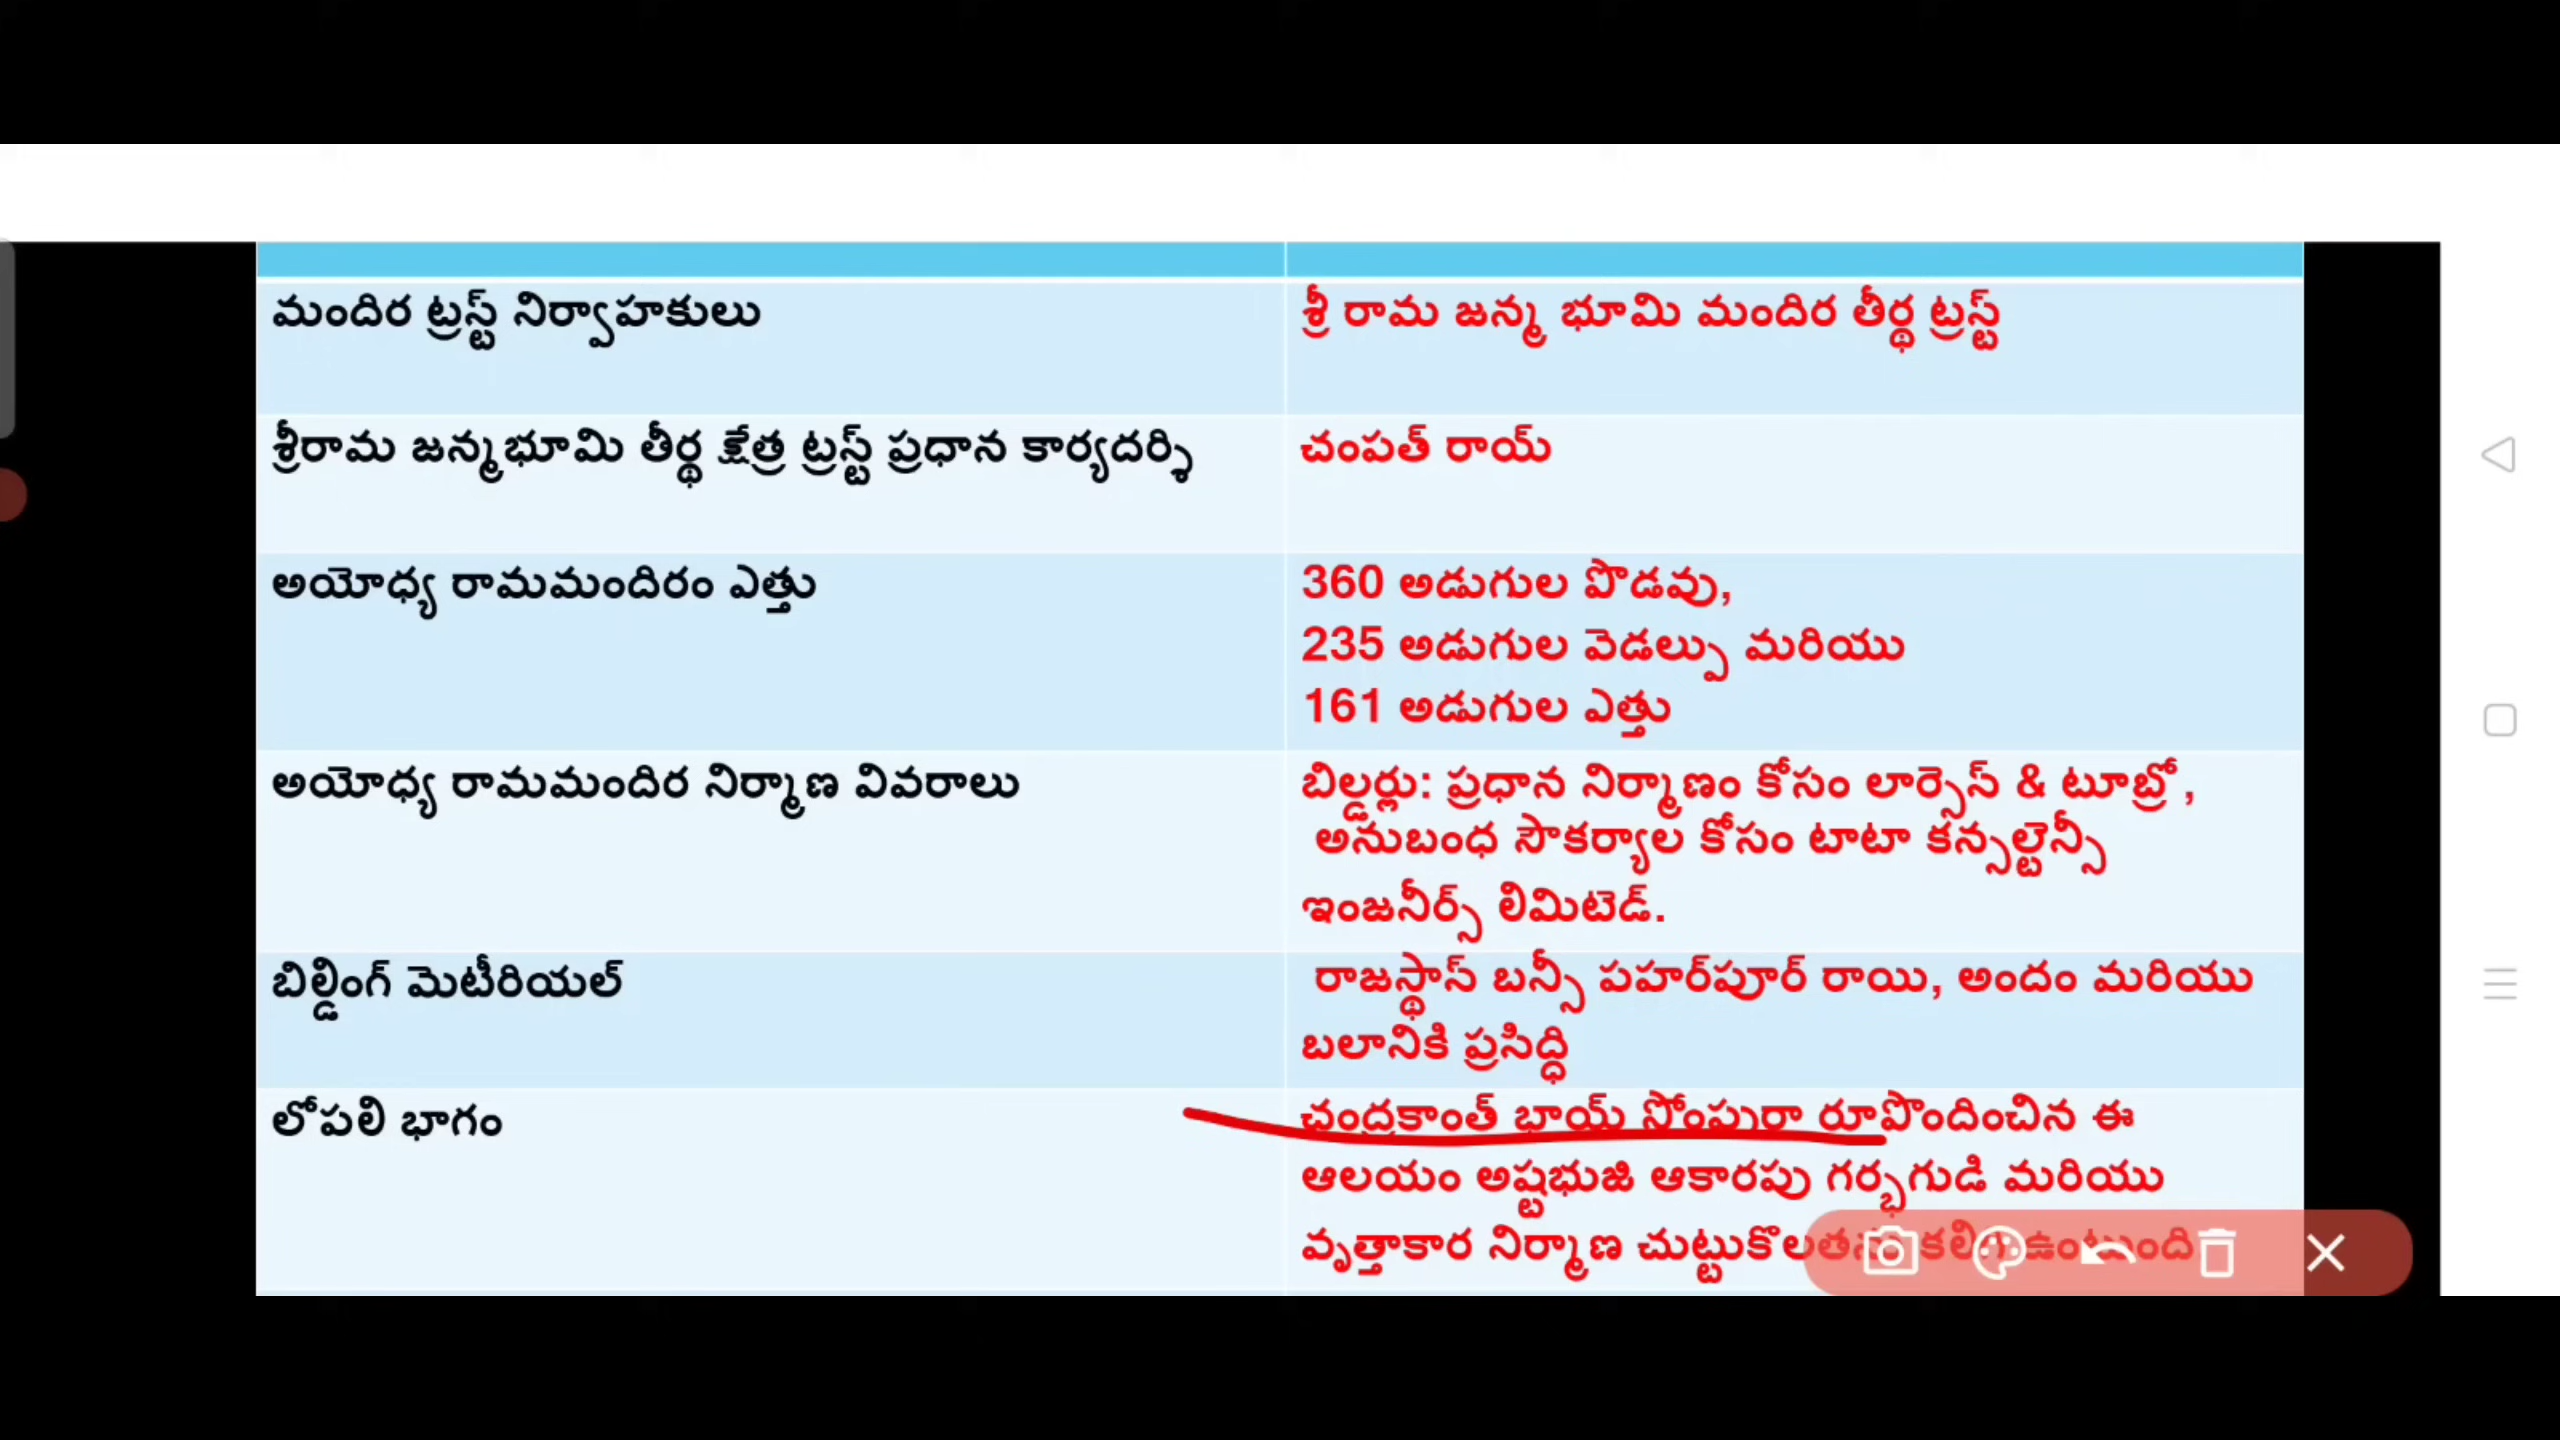 మందిర ట్రస్ట్ నిర్వాహకులు
శ్రీ రామ జన్మ భూమి మందిర తీర్థ ట్రస్ట్
శ్రీరామ జన్మభూమి తీర్థ క్షేత్ర ట్రస్ట్ ప్రధాన కార్యదర్శి
చంపత్ రాయ్
అయోధ్య రామమందిరం ఎత్తు
360 అడుగుల పొడవు,
235 అడుగుల వెడల్పు మరియు
161 అడుగుల ఎత్తు
అయోధ్య రామమందిర నిర్మాణ వివరాలు
బిల్డర్లు: ప్రధాన నిర్మాణం కోసం లార్సెస్ & టూబ్రో,
అనుబంధ సౌకర్యాల కోసం టాటా కన్సల్టెన్సీ
ఇంజనీర్స్ లిమిటెడ్.
బిల్డింగ్ మెటీరియల్
రాజస్థాస్ బన్సీ పహర్‌పూర్ రాయి, అందం మరియు
బలానికి ప్రసిద్ధి
లోపలి భాగం
చంద్రకాంత్ భాయ్ సోంపురా రూపొందించిన ఈ
ఆలయం అష్టభుజి ఆకారపు గర్భగుడి మరియు
వృత్తాకార నిర్మాణ చుట్టుకొలతను కలిగి ఉంటుంది